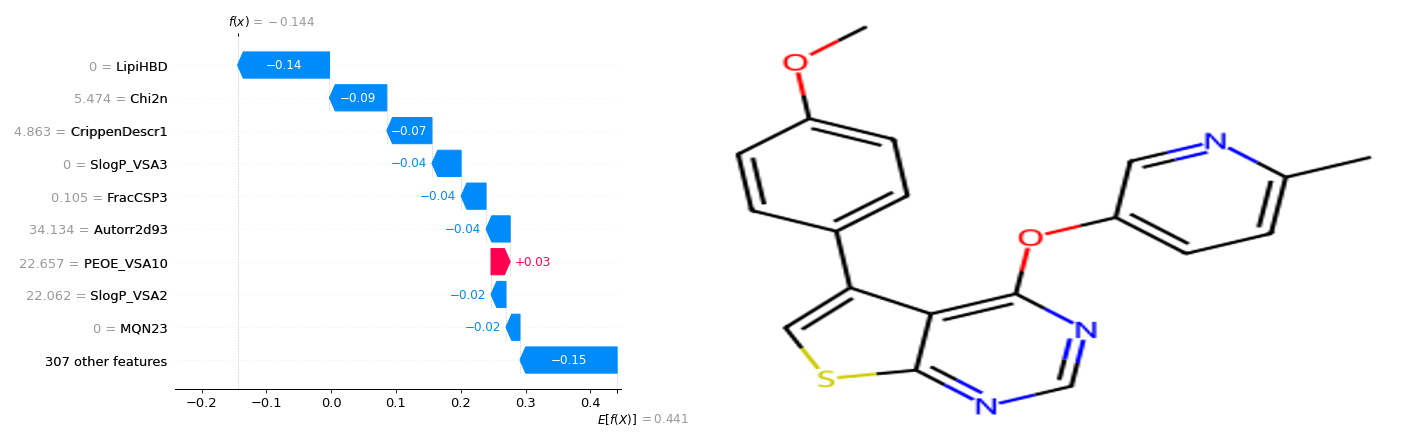 f(x) = −0.144
0 = LipiHBD
−0.14
5.474 = Chi2n
−0.09
4.863 = CrippenDescr1
−0.07
0 = SlogP_VSA3
−0.04
0.105 = FracCSP3
−0.04
34.134 = Autorr2d93
−0.04
22.657 = PEOE_VSA10
+0.03
22.062 = SlogP_VSA2
−0.02
0 = MQN23
−0.02
307 other features
−0.15
−0.2 −0.1 0.0 0.1 0.2 0.3 0.4
E[f(X)] = 0.441
O
N
O
N
S
N